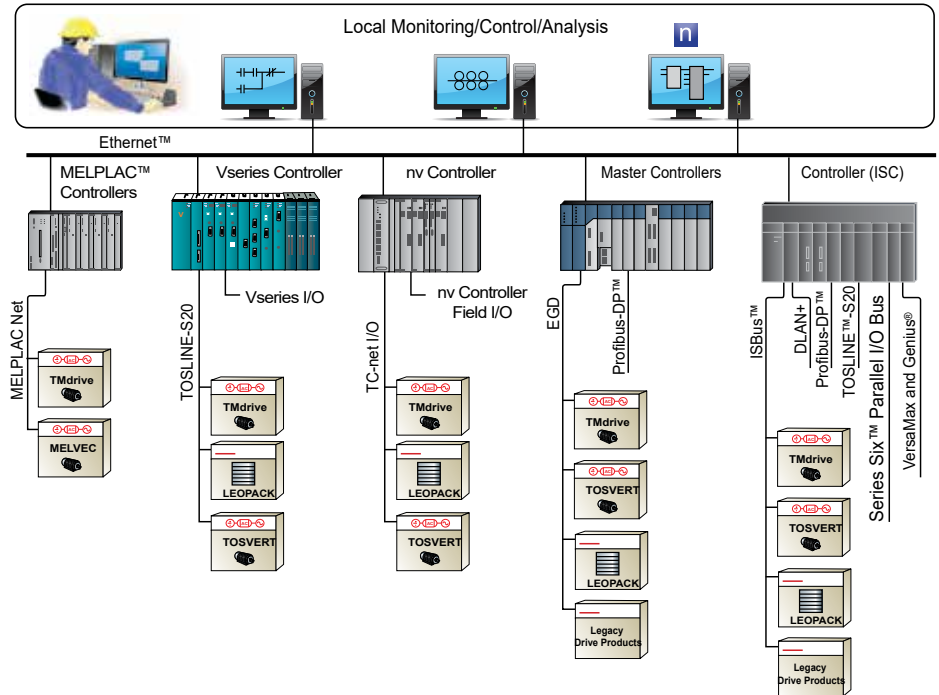 Local Monitoring/Control/Analysis
n
Ethernet™
MELPLAC™
Controllers
Vseries Controller
nv Controller
Master Controllers
Controller (ISC)
V
Vseries I/O
nv Controller
Field I/O
MELPLAC Net
TOSLINE-S20
TC-net I/O
EGD
Profibus-DP™
ISBus™
DLAN+
Profibus-DP™
TOSLINE™-S20
Series Six™ Parallel I/O Bus
VersaMax and Genius®
TMdrive
MELVEC
TMdrive
LEOPACK
TOSVERT
TMdrive
LEOPACK
TOSVERT
TMdrive
TOSVERT
LEOPACK
Legacy
Drive Products
TMdrive
TOSVERT
LEOPACK
Legacy
Drive Products